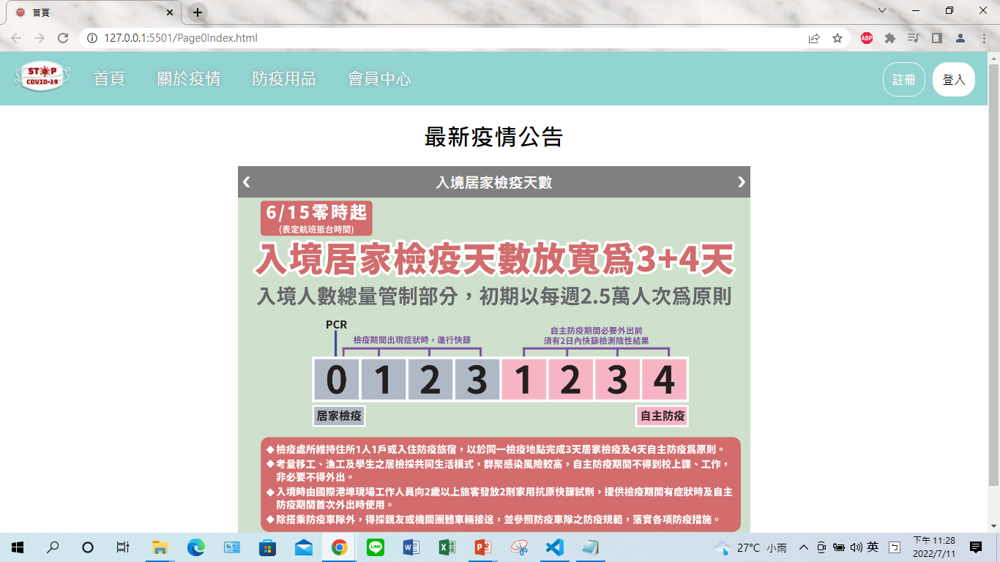 首頁
127.0.0.1:5501/Page0Index.html
ABP
STOP
COVID-19
首頁 關於疫情 防疫用品 會員中心 註冊 登入
最新疫情公告
❮ 入境居家檢疫天數 ❯
6/15零時起
(表定航班抵台時間)
入境居家檢疫天數放寬為3+4天
入境人數總量管制部分，初期以每週2.5萬人次為原則
PCR
檢疫期間出現症狀時，進行快篩
自主防疫期間必要外出前
須有2日內快篩檢測陰性結果
0 1 2 3 1 2 3 4
居家檢疫 自主防疫
◆檢疫處所維持住所1人1戶或入住防疫旅宿，以於同一檢疫地點完成3天居家檢疫及4天自主防疫為原則。
◆考量移工、漁工及學生之居檢採共同生活模式，群聚感染風險較高，自主防疫期間不得到校上課、工作，
非必要不得外出。
◆入境時由國際港埠現場工作人員向2歲以上旅客發放2劑家用抗原快篩試劑，提供檢疫期間有症狀時及自主
防疫期間首次外出時使用。
◆除搭乘防疫車隊外，得採親友或機關團體車輛接送，並參照防疫車隊之防疫規範，落實各項防疫措施。
LINE
27°C 小雨 英 ㄅ 下午 11:28
2022/7/11